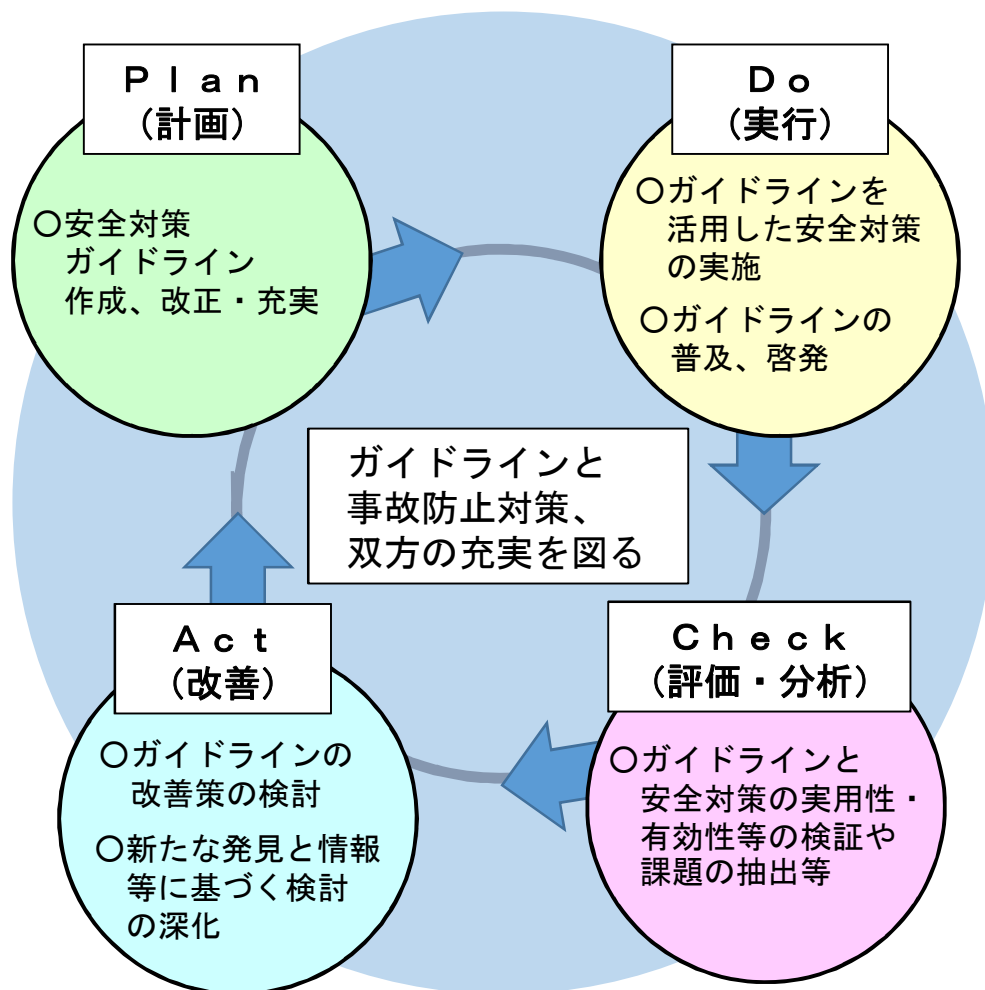 Ｐｌａｎ
（計画）
〇安全対策
ガイドライン
作成、改正・充実
Ｄｏ
（実行）
〇ガイドラインを
活用した安全対策
の実施
〇ガイドラインの
普及、啓発
ガイドラインと
事故防止対策、
双方の充実を図る
Ａｃｔ
（改善）
〇ガイドラインの
改善策の検討
〇新たな発見と情報
等に基づく検討
の深化
Ｃｈｅｃｋ
（評価・分析）
〇ガイドラインと
安全対策の実用性・
有効性等の検証や
課題の抽出等